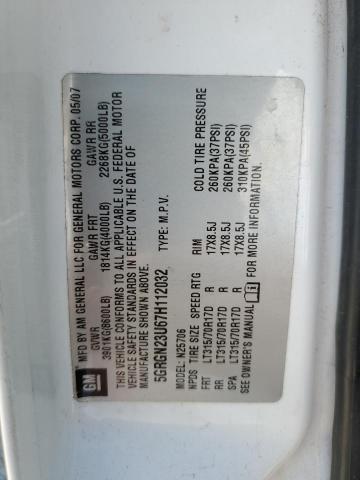 GM
MFD BY AM GENERAL LLC FOR GENERAL MOTORS CORP. 05/07
GVWR GAWR FRT GAWR RR
3901KG(8600LB) 1814KG(4000LB) 2268KG(5000LB)
THIS VEHICLE CONFORMS TO ALL APPLICABLE U.S. FEDERAL MOTOR
VEHICLE SAFETY STANDARDS IN EFFECT ON THE DATE OF
MANUFACTURE SHOWN ABOVE.
5GRGN23U67H112032 TYPE: M.P.V.
MODEL: N25706
NPDS TIRE SIZE SPEED RTG RIM COLD TIRE PRESSURE
FRT LT315/70R17D R 17X8.5J 260KPA(37PSI)
RR LT315/70R17D R 17X8.5J 260KPA(37PSI)
SPA LT315/70R17D R 17X8.5J 310KPA(45PSI)
SEE OWNER'S MANUAL FOR MORE INFORMATION.